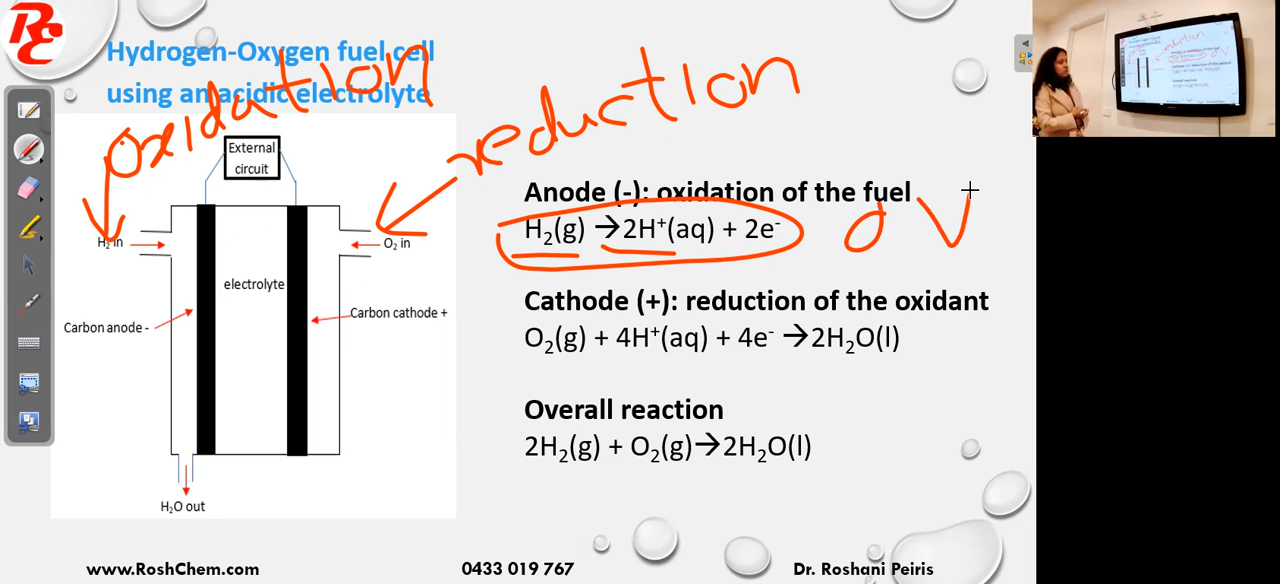 RC
Hydrogen-Oxygen fuel cell
using an acidic electrolyte
oxidation
reduction
External
circuit
H₂ in
O₂ in
electrolyte
Carbon anode -
Carbon cathode +
H₂O out
Anode (-): oxidation of the fuel
H₂(g) →2H⁺(aq) + 2e⁻
0 V
Cathode (+): reduction of the oxidant
O₂(g) + 4H⁺(aq) + 4e⁻ →2H₂O(l)
Overall reaction
2H₂(g) + O₂(g)→2H₂O(l)
www.RoshChem.com
0433 019 767
Dr. Roshani Peiris